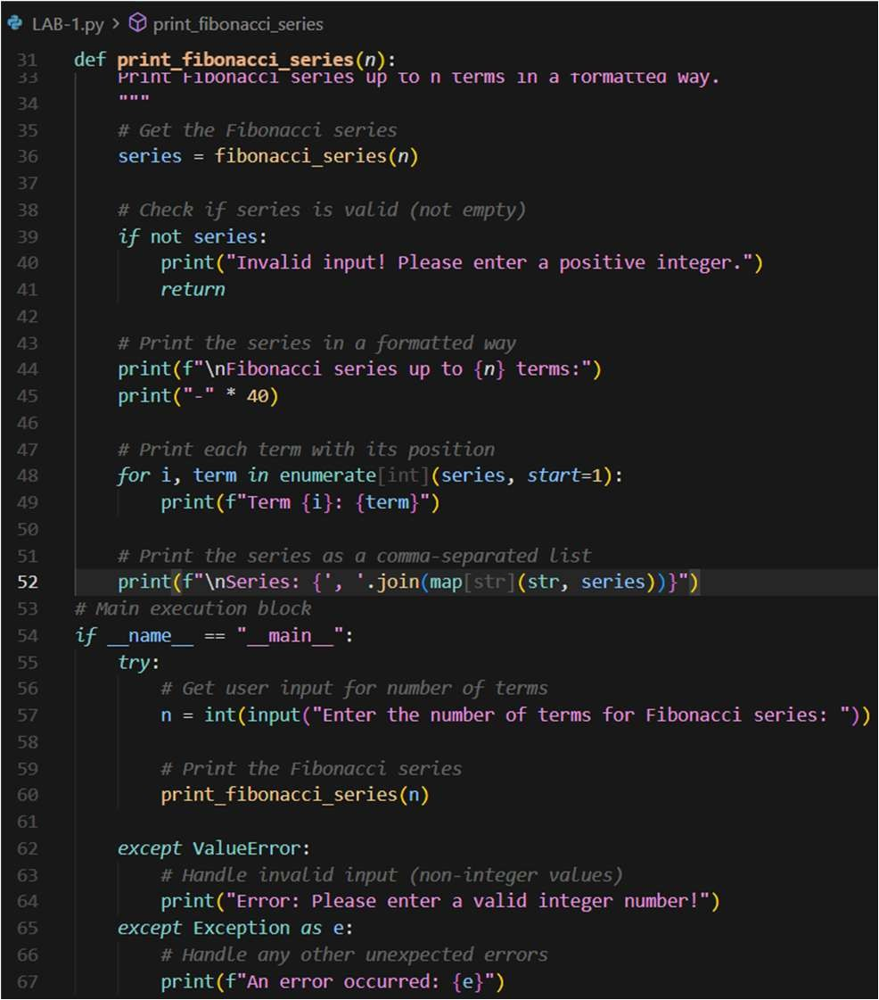 LAB-1.py > print_fibonacci_series
31 def print_fibonacci_series(n):
33     Print Fibonacci series up to n terms in a formatted way.
34     """
35     # Get the Fibonacci series
36     series = fibonacci_series(n)
37
38     # Check if series is valid (not empty)
39     if not series:
40         print("Invalid input! Please enter a positive integer.")
41         return
42
43     # Print the series in a formatted way
44     print(f"\nFibonacci series up to {n} terms:")
45     print("-" * 40)
46
47     # Print each term with its position
48     for i, term in enumerate[int](series, start=1):
49         print(f"Term {i}: {term}")
50
51     # Print the series as a comma-separated list
52     print(f"\nSeries: {', '.join(map[str](str, series))}")
53 # Main execution block
54 if __name__ == "__main__":
55     try:
56         # Get user input for number of terms
57         n = int(input("Enter the number of terms for Fibonacci series: "))
58
59         # Print the Fibonacci series
60         print_fibonacci_series(n)
61
62     except ValueError:
63         # Handle invalid input (non-integer values)
64         print("Error: Please enter a valid integer number!")
65     except Exception as e:
66         # Handle any other unexpected errors
67         print(f"An error occurred: {e}")